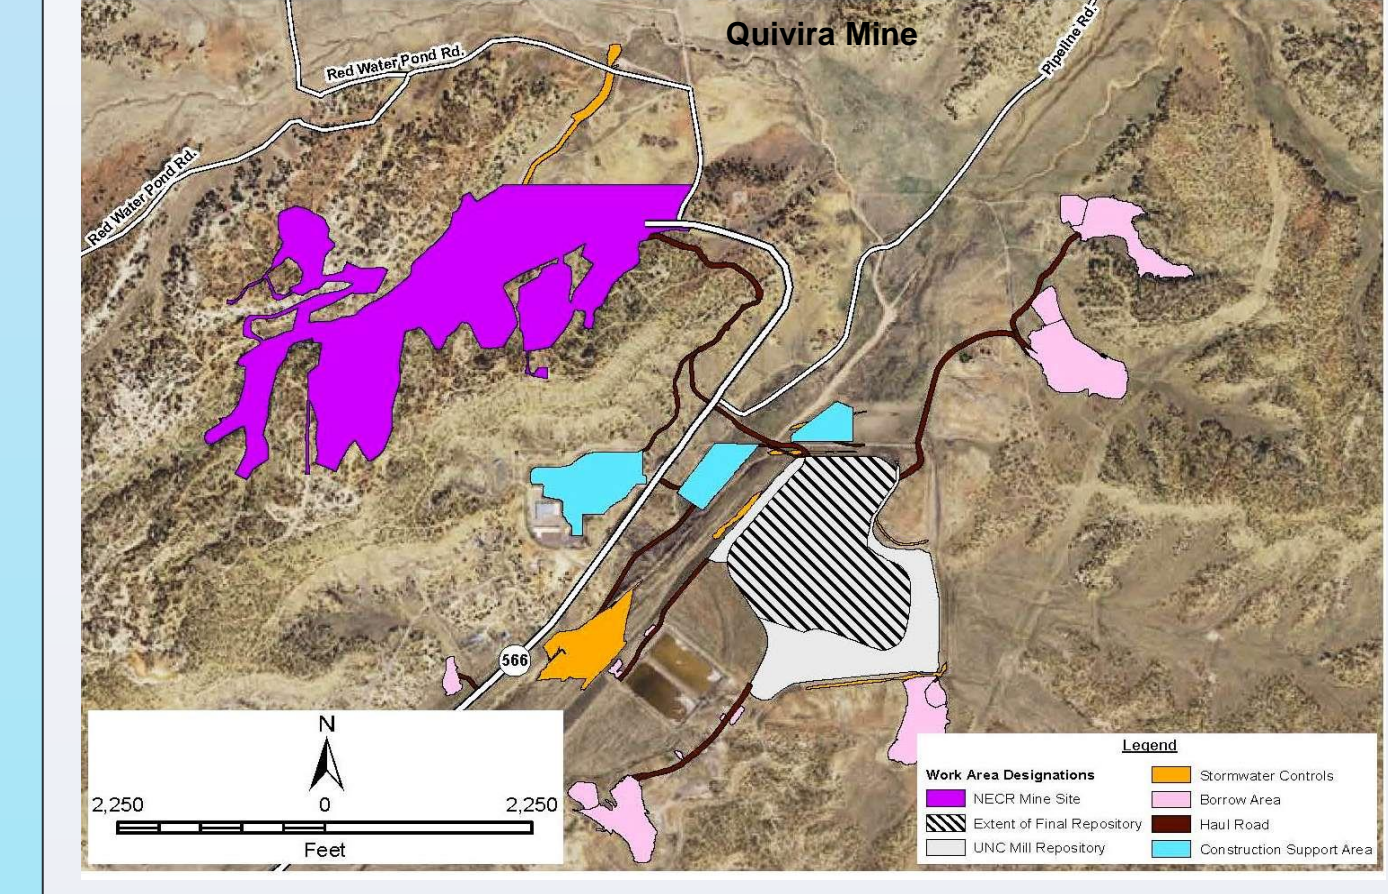 Quivira Mine
Pipeline Rd.
Red Water Pond Rd.
Red Water Pond Rd.
566
N
2,250 0 2,250
Feet
Legend
Work Area Designations
NECR Mine Site
Extent of Final Repository
UNC Mill Repository
Stormwater Controls
Borrow Area
Haul Road
Construction Support Area